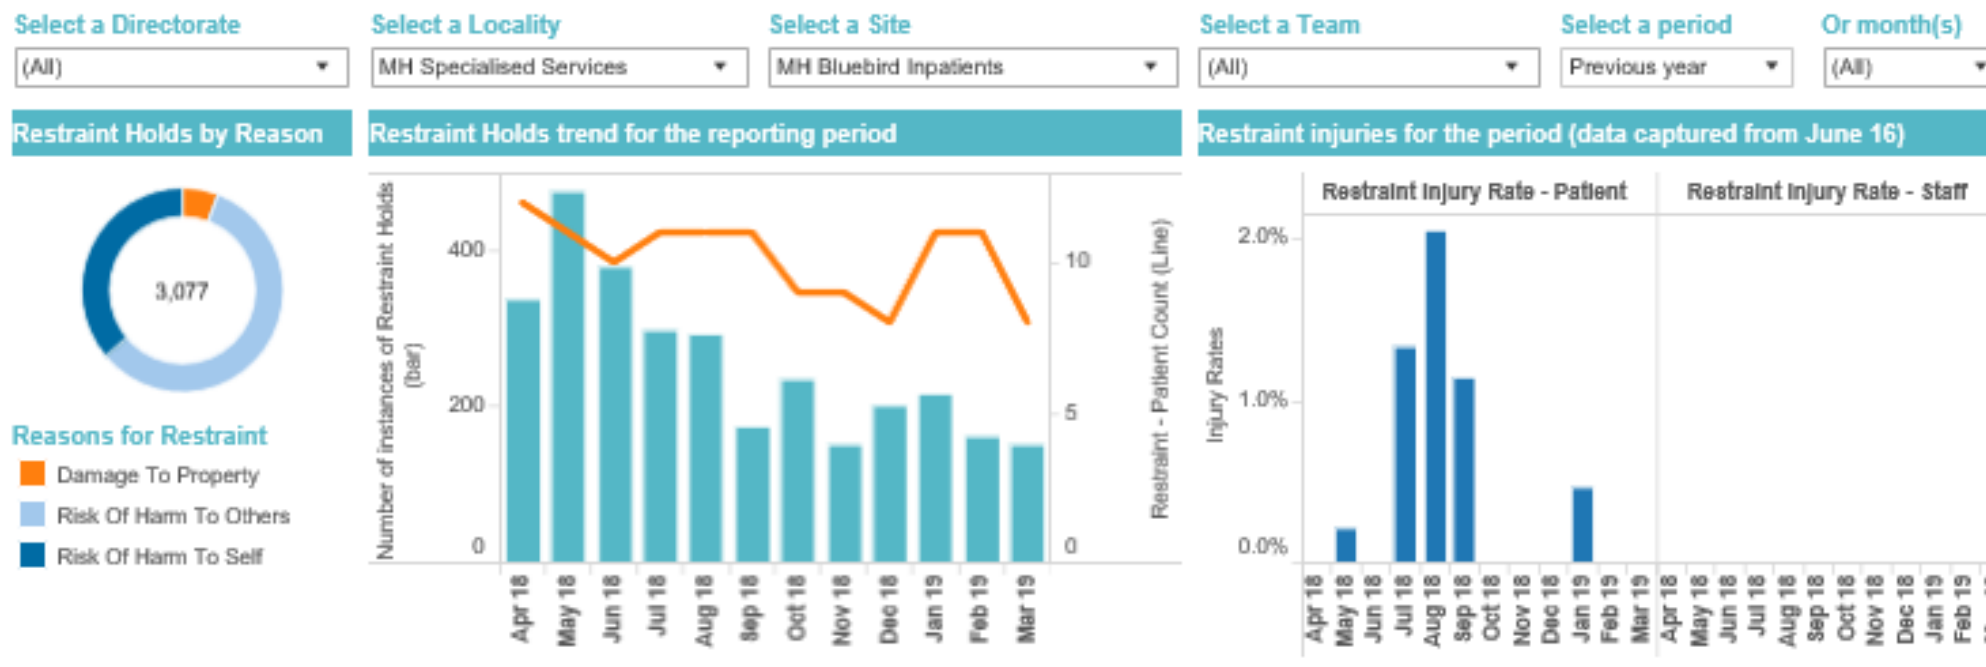 Select a Directorate
(All)
Select a Locality
MH Specialised Services
Select a Site
MH Bluebird Inpatients
Select a Team
(All)
Select a period
Previous year
Or month(s)
(All)
Restraint Holds by Reason
3,077
Reasons for Restraint
Damage To Property
Risk Of Harm To Others
Risk Of Harm To Self
Restraint Holds trend for the reporting period
Number of instances of Restraint Holds
(bar)
400
200
0
10
5
0
Restraint - Patient Count (Line)
Apr 18
May 18
Jun 18
Jul 18
Aug 18
Sep 18
Oct 18
Nov 18
Dec 18
Jan 19
Feb 19
Mar 19
Restraint injuries for the period (data captured from June 16)
Restraint Injury Rate - Patient
Restraint Injury Rate - Staff
Injury Rates
2.0%
1.0%
0.0%
Apr 18
May 18
Jun 18
Jul 18
Aug 18
Sep 18
Oct 18
Nov 18
Dec 18
Jan 19
Feb 19
Mar 19
Apr 18
May 18
Jun 18
Jul 18
Aug 18
Sep 18
Oct 18
Nov 18
Dec 18
Jan 19
Feb 19